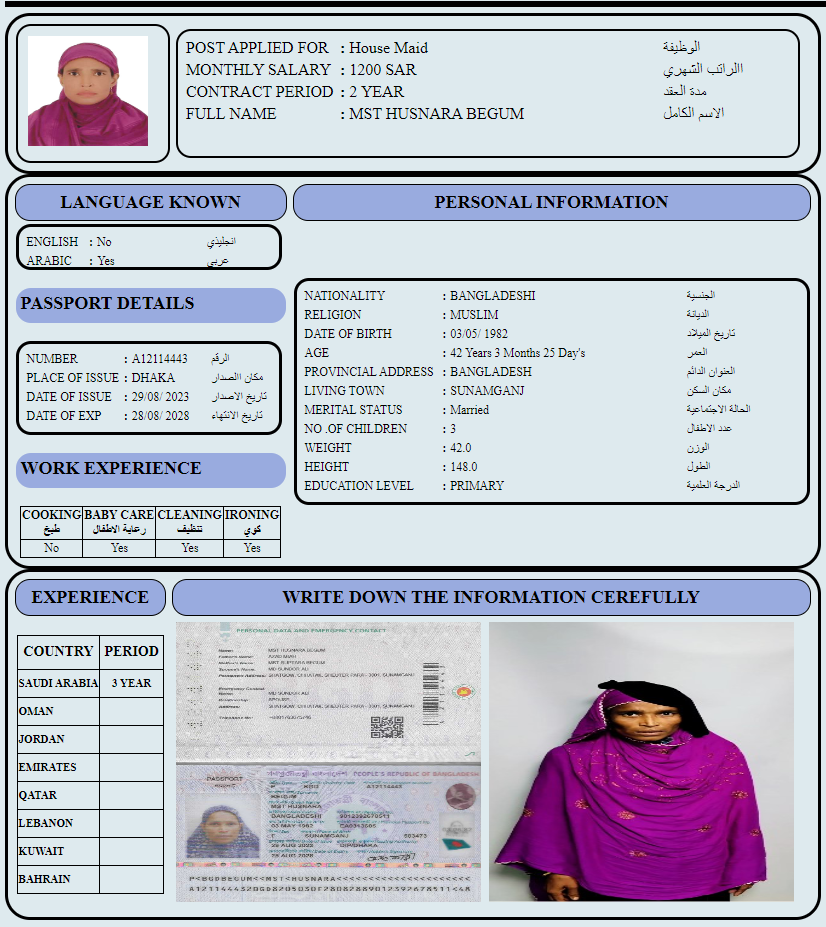 POST APPLIED FOR : House Maid الوظيفة
MONTHLY SALARY : 1200 SAR االراتب الشهري
CONTRACT PERIOD : 2 YEAR مدة العقد
FULL NAME : MST HUSNARA BEGUM الاسم الكامل
LANGUAGE KNOWN
ENGLISH : No انجليذي
ARABIC : Yes عربي
PASSPORT DETAILS
NUMBER : A12114443 الرقم
PLACE OF ISSUE : DHAKA مكان االصدار
DATE OF ISSUE : 29/08/ 2023 تاريخ الاصدار
DATE OF EXP : 28/08/ 2028 تاريخ الانتهاء
WORK EXPERIENCE
COOKING BABY CARE CLEANING IRONING
طبخ رعاية الاطفال تنظيف كوي
No Yes Yes Yes
PERSONAL INFORMATION
NATIONALITY : BANGLADESHI الجنسية
RELIGION : MUSLIM الديانة
DATE OF BIRTH : 03/05/ 1982 تاريخ الميلاد
AGE : 42 Years 3 Months 25 Day's العمر
PROVINCIAL ADDRESS : BANGLADESH العنوان الدائم
LIVING TOWN : SUNAMGANJ مكان السكن
MERITAL STATUS : Married الحالة الاجتماعية
NO .OF CHILDREN : 3 عدد الاطفال
WEIGHT : 42.0 الوزن
HEIGHT : 148.0 الطول
EDUCATION LEVEL : PRIMARY الدرجة العلمية
EXPERIENCE
COUNTRY PERIOD
SAUDI ARABIA 3 YEAR
OMAN
JORDAN
EMIRATES
QATAR
LEBANON
KUWAIT
BAHRAIN
WRITE DOWN THE INFORMATION CEREFULLY
PERSONAL DATA AND EMERGENCY CONTACT
MST HUSNARA BEGUM
PASSPORT
PEOPLE'S REPUBLIC OF BANGLADESH
A12114443
MST HUSNARA
BANGLADESHI
03 MAY 1982
SUNAMGANJ
29 AUG 2023 DIP/DHAKA
28 AUG 2028